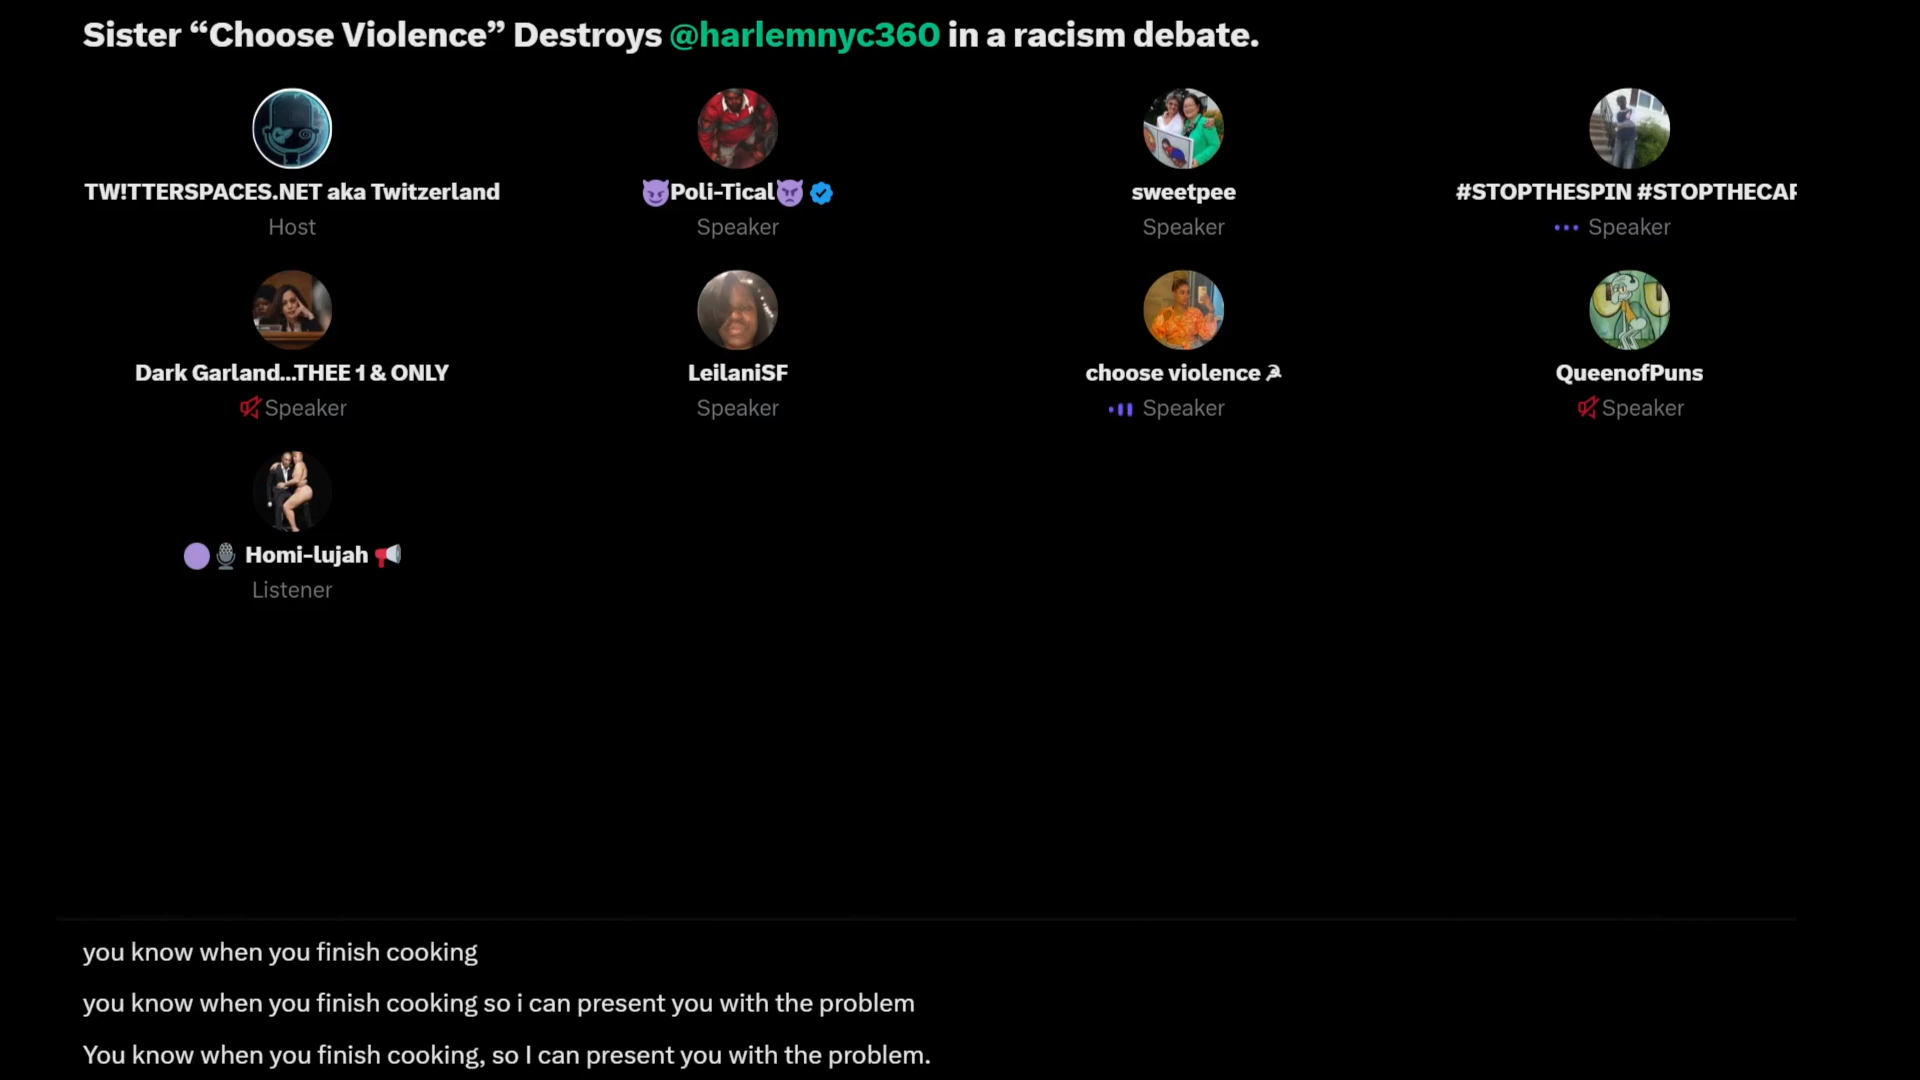 Sister “Choose Violence” Destroys @harlemnyc360 in a racism debate.
TW!TTERSPACES.NET aka Twitzerland
Host
😈Poli-Tical👿
Speaker
sweetpee
Speaker
#STOPTHESPIN #STOPTHECAP
Speaker
Dark Garland...THEE 1 & ONLY
Speaker
LeilaniSF
Speaker
choose violence ☭
Speaker
QueenofPuns
Speaker
🟣🎙 Homi-lujah 📢
Listener
you know when you finish cooking
you know when you finish cooking so i can present you with the problem
You know when you finish cooking, so I can present you with the problem.